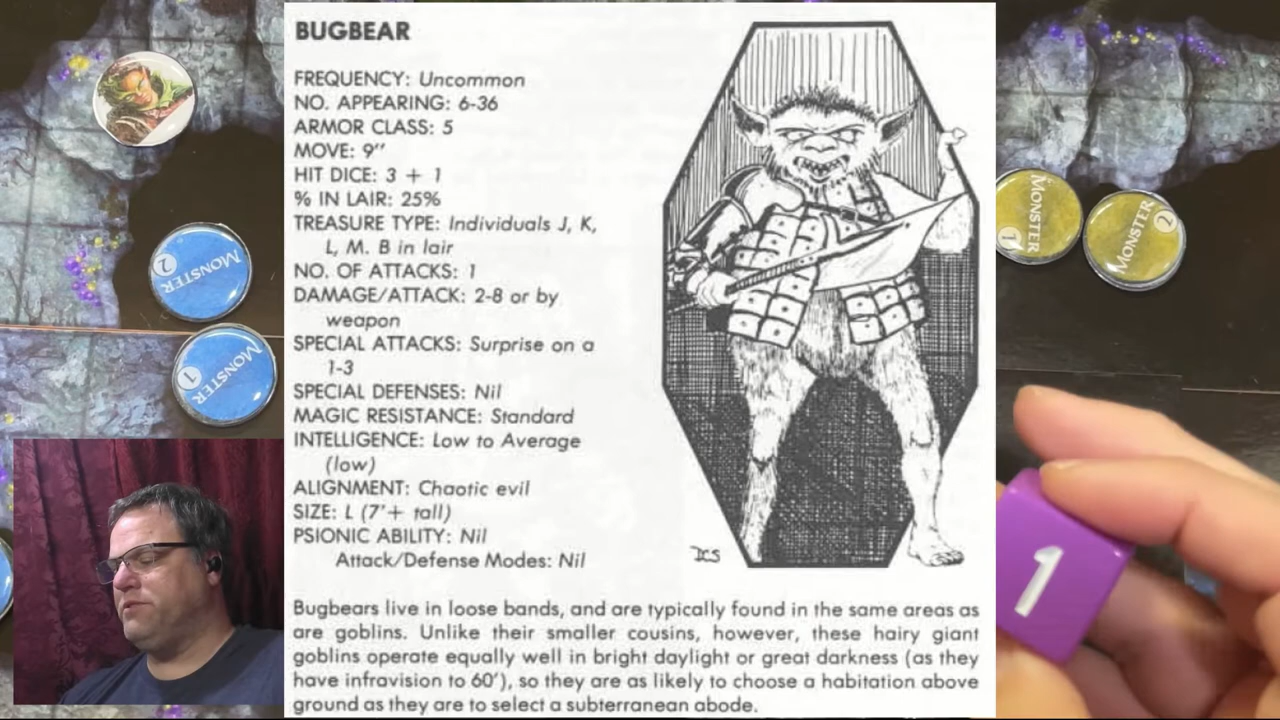 BUGBEAR
FREQUENCY: Uncommon
NO. APPEARING: 6-36
ARMOR CLASS: 5
MOVE: 9”
HIT DICE: 3 + 1
% IN LAIR: 25%
TREASURE TYPE: Individuals J, K,
L, M. B in lair
NO. OF ATTACKS: 1
DAMAGE/ATTACK: 2-8 or by
weapon
SPECIAL ATTACKS: Surprise on a
1-3
SPECIAL DEFENSES: Nil
MAGIC RESISTANCE: Standard
INTELLIGENCE: Low to Average
(low)
ALIGNMENT: Chaotic evil
SIZE: L (7'+ tall)
PSIONIC ABILITY: Nil
Attack/Defense Modes: Nil
DCS
Bugbears live in loose bands, and are typically found in the same areas as
are goblins. Unlike their smaller cousins, however, these hairy giant
goblins operate equally well in bright daylight or great darkness (as they
have infravision to 60'), so they are as likely to choose a habitation above
ground as they are to select a subterranean abode.
MONSTER
2
MONSTER
1
MONSTER
1
MONSTER
2
1